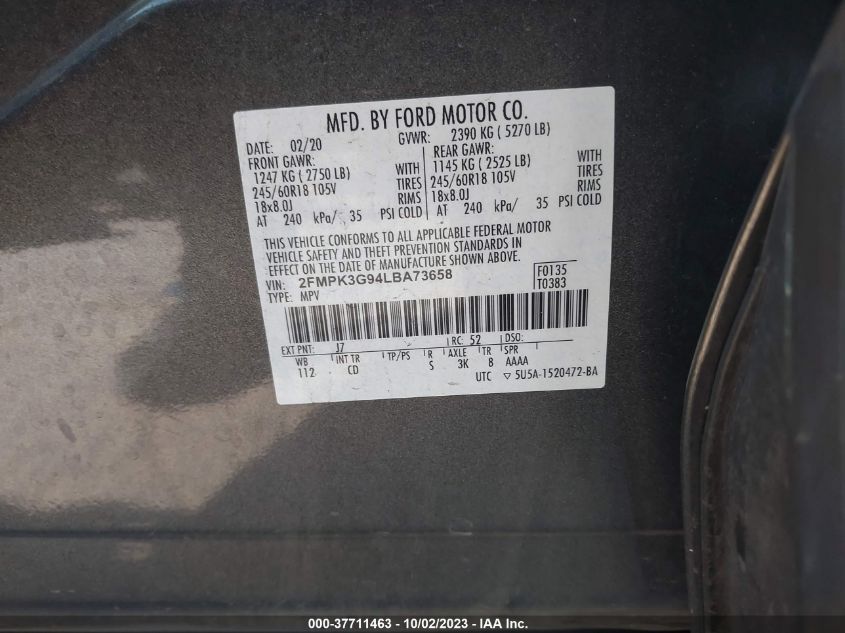 MFD. BY FORD MOTOR CO.
DATE: 02/20 GVWR: 2390 KG ( 5270 LB)
FRONT GAWR: REAR GAWR:
1247 KG ( 2750 LB) WITH 1145 KG ( 2525 LB) WITH
245/60R18 105V TIRES 245/60R18 105V TIRES
18x8.0J RIMS 18x8.0J RIMS
AT 240 kPa/ 35 PSI COLD AT 240 kPa/ 35 PSI COLD
THIS VEHICLE CONFORMS TO ALL APPLICABLE FEDERAL MOTOR
VEHICLE SAFETY AND THEFT PREVENTION STANDARDS IN
EFFECT ON THE DATE OF MANUFACTURE SHOWN ABOVE.
VIN: 2FMPK3G94LBA73658 F0135
TYPE: MPV T0383
EXT PNT: J7 RC: 52 DSO:
WB INT TR TP/PS R AXLE TR SPR
112 CD S 3K B AAAA
UTC ▽ 5U5A-1520472-BA
000-37711463 - 10/02/2023 - © IAA, Inc.